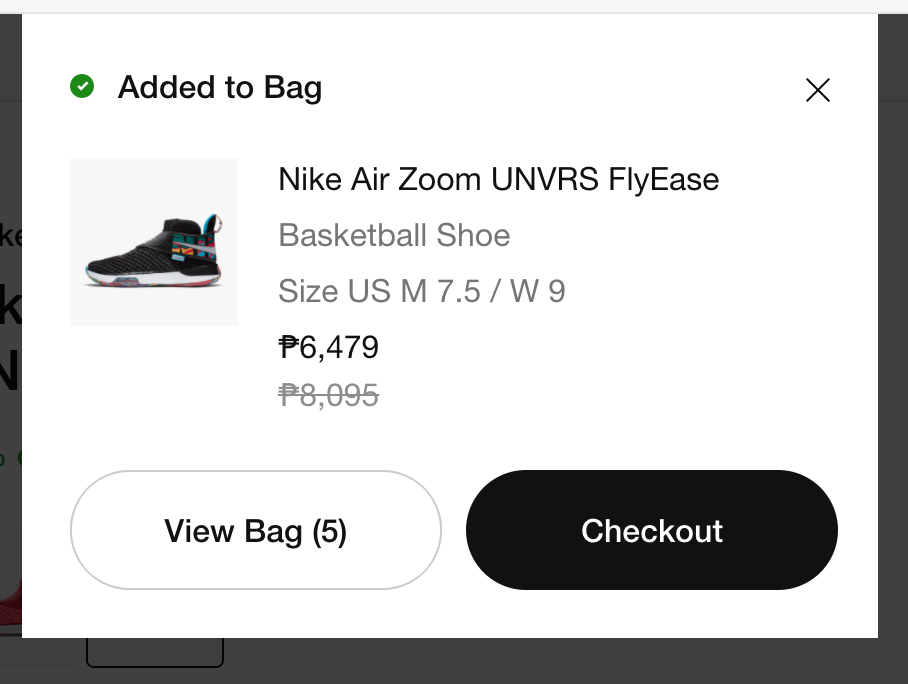 Added to Bag
Nike Air Zoom UNVRS FlyEase
Basketball Shoe
Size US M 7.5 / W 9
₱6,479
₱8,095
View Bag (5)
Checkout